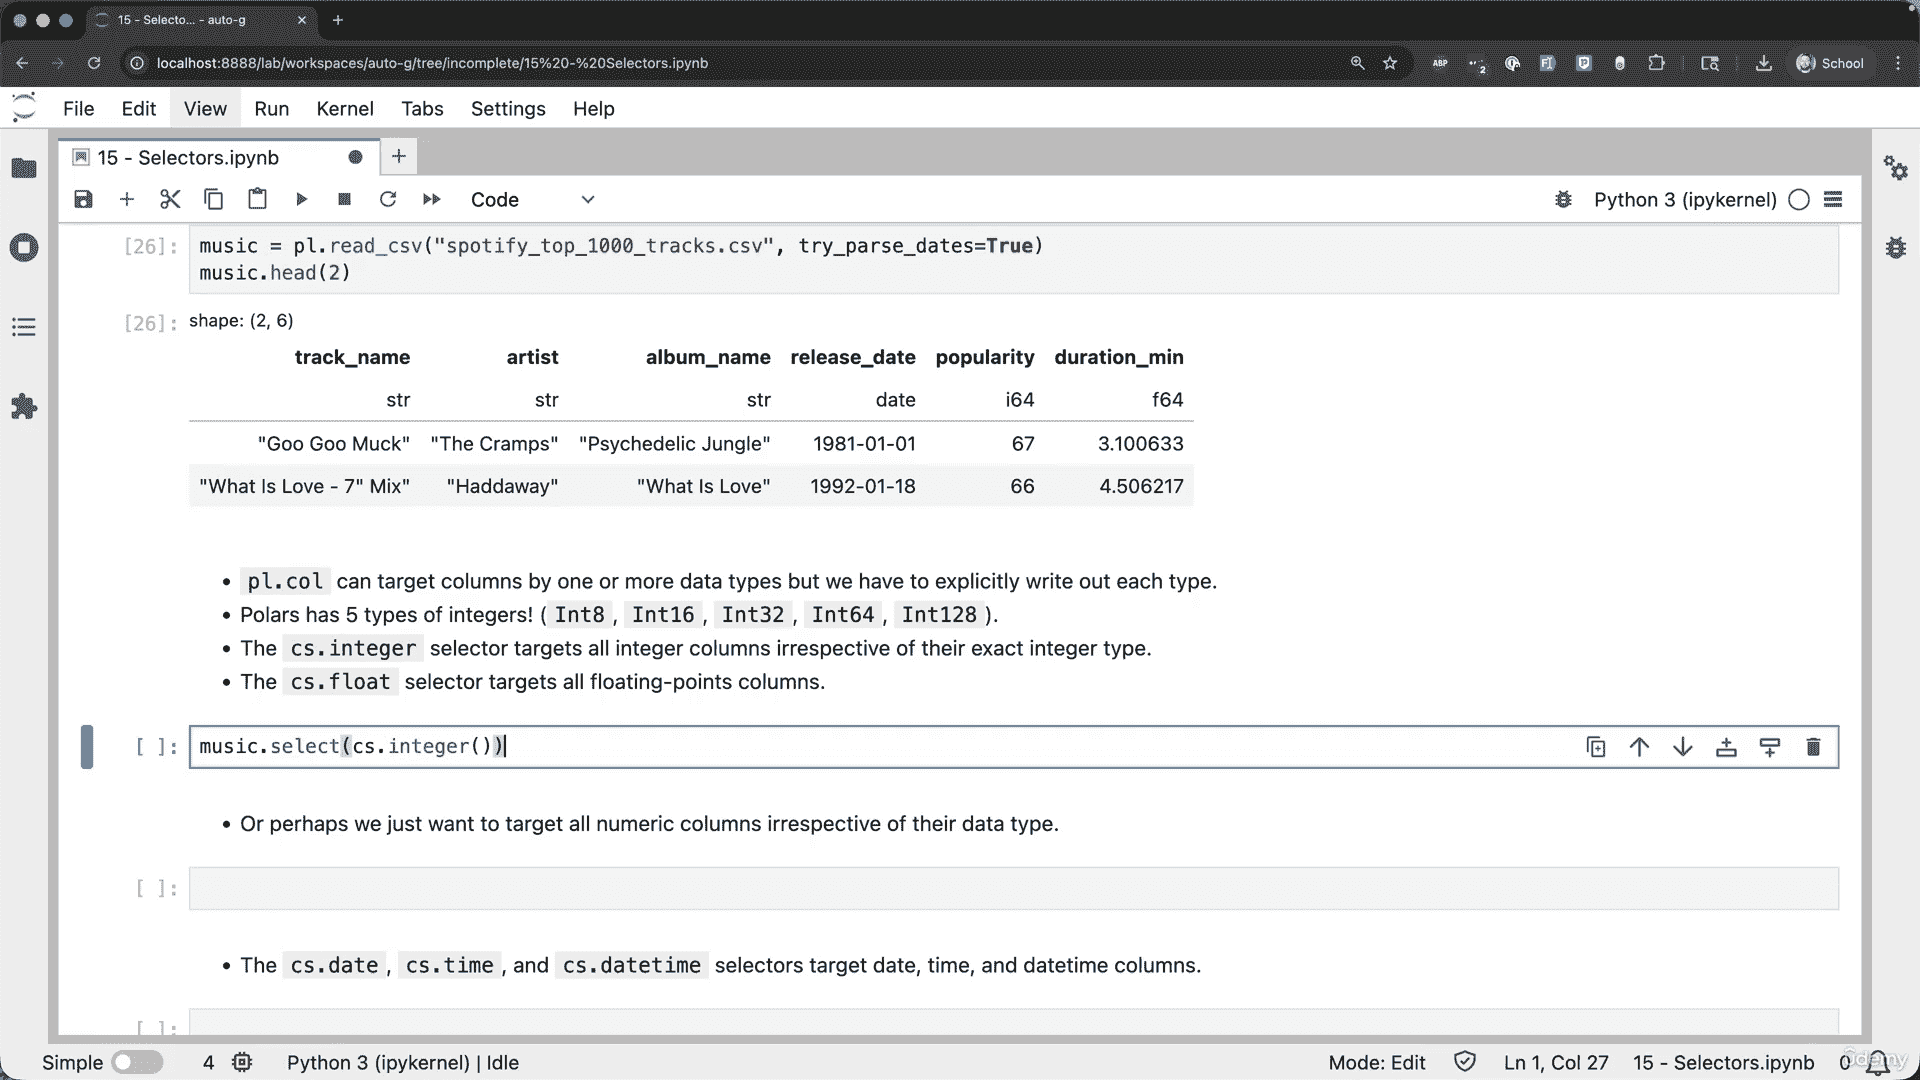 15 - Selecto... - auto-g
localhost:8888/lab/workspaces/auto-g/tree/incomplete/15%20-%20Selectors.ipynb
ABP
2
School
File Edit View Run Kernel Tabs Settings Help
15 - Selectors.ipynb
Code
Python 3 (ipykernel)
[26]: music = pl.read_csv("spotify_top_1000_tracks.csv", try_parse_dates=True)
music.head(2)
[26]: shape: (2, 6)
track_name artist album_name release_date popularity duration_min
str str str date i64 f64
"Goo Goo Muck" "The Cramps" "Psychedelic Jungle" 1981-01-01 67 3.100633
"What Is Love - 7" Mix" "Haddaway" "What Is Love" 1992-01-18 66 4.506217
• pl.col can target columns by one or more data types but we have to explicitly write out each type.
• Polars has 5 types of integers! ( Int8 , Int16 , Int32 , Int64 , Int128 ).
• The cs.integer selector targets all integer columns irrespective of their exact integer type.
• The cs.float selector targets all floating-points columns.
[ ]: music.select(cs.integer())
• Or perhaps we just want to target all numeric columns irrespective of their data type.
[ ]:
• The cs.date , cs.time , and cs.datetime selectors target date, time, and datetime columns.
[ ]:
Simple 4 Python 3 (ipykernel) | Idle Mode: Edit Ln 1, Col 27 15 - Selectors.ipynb 0
Udemy